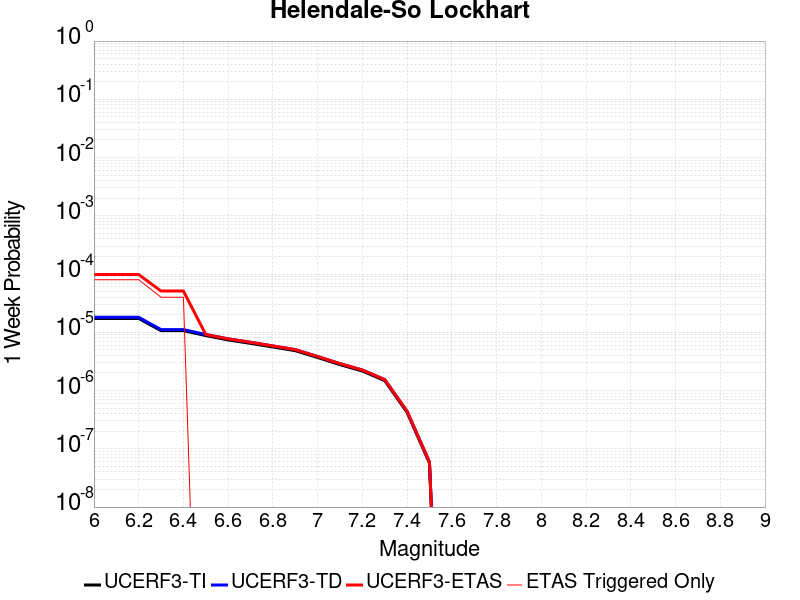 Helendale-So Lockhart
1 Week Probability
10^0
10^-1
10^-2
10^-3
10^-4
10^-5
10^-6
10^-7
10^-8
6 6.2 6.4 6.6 6.8 7 7.2 7.4 7.6 7.8 8 8.2 8.4 8.6 8.8 9
Magnitude
UCERF3-TI UCERF3-TD UCERF3-ETAS ETAS Triggered Only